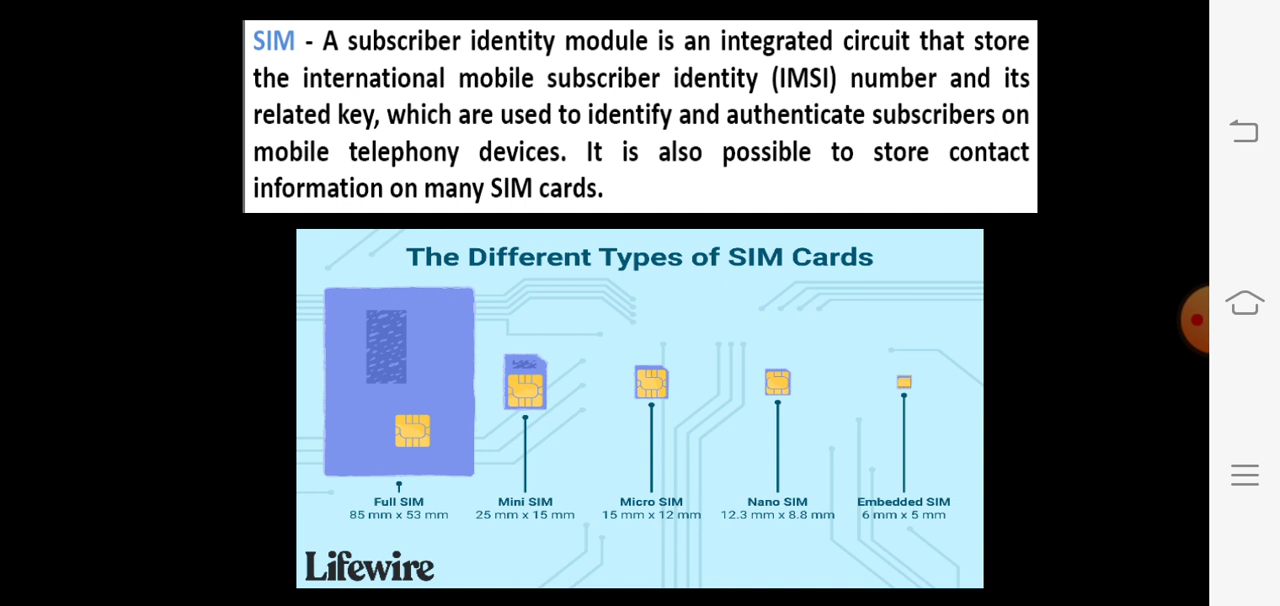 SIM - A subscriber identity module is an integrated circuit that store
the international mobile subscriber identity (IMSI) number and its
related key, which are used to identify and authenticate subscribers on
mobile telephony devices. It is also possible to store contact
information on many SIM cards.
The Different Types of SIM Cards
Full SIM
85 mm x 53 mm
Mini SIM
25 mm x 15 mm
Micro SIM
15 mm x 12 mm
Nano SIM
12.3 mm x 8.8 mm
Embedded SIM
6 mm x 5 mm
Lifewire